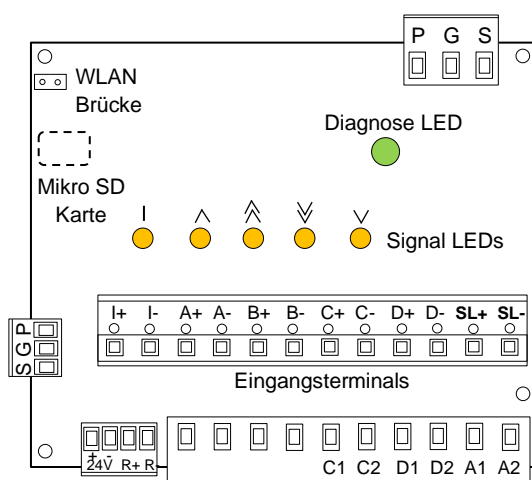 P G S
WLAN
Brücke
Diagnose LED
Mikro SD
Karte
Signal LEDs
I+ I- A+ A- B+ B- C+ C- D+ D- SL+ SL-
P
G
S
Eingangsterminals
+ -
24V R+ R-
C1 C2 D1 D2 A1 A2